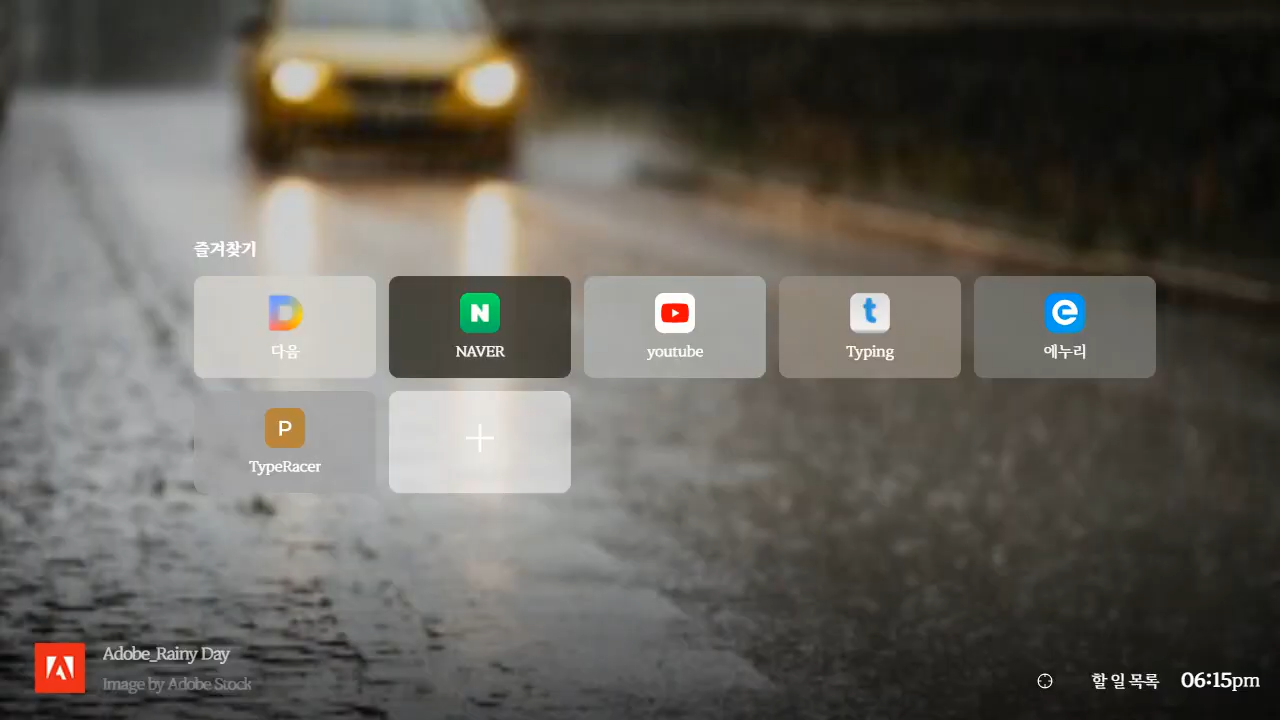 즐겨찾기
다음
NAVER
youtube
Typing
에누리
P
TypeRacer
Adobe_Rainy Day
Image by Adobe Stock
할 일 목록 06:15pm